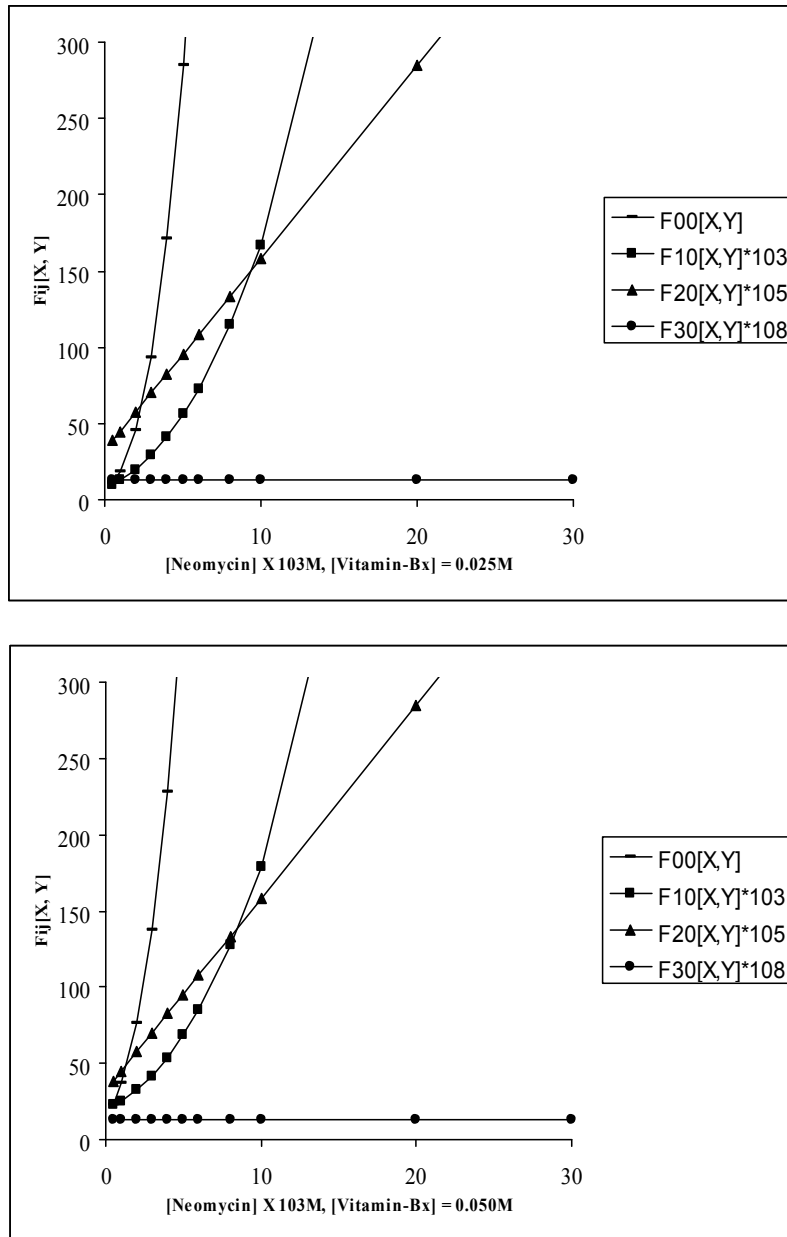 300
250
200
150
100
50
0
Fij[X, Y]
0 10 20 30
[Neomycin] X 103M, [Vitamin-Bx] = 0.025M
F00[X,Y]
F10[X,Y]*103
F20[X,Y]*105
F30[X,Y]*108
300
250
200
150
100
50
0
Fij[X, Y]
0 10 20 30
[Neomycin] X 103M, [Vitamin-Bx] = 0.050M
F00[X,Y]
F10[X,Y]*103
F20[X,Y]*105
F30[X,Y]*108